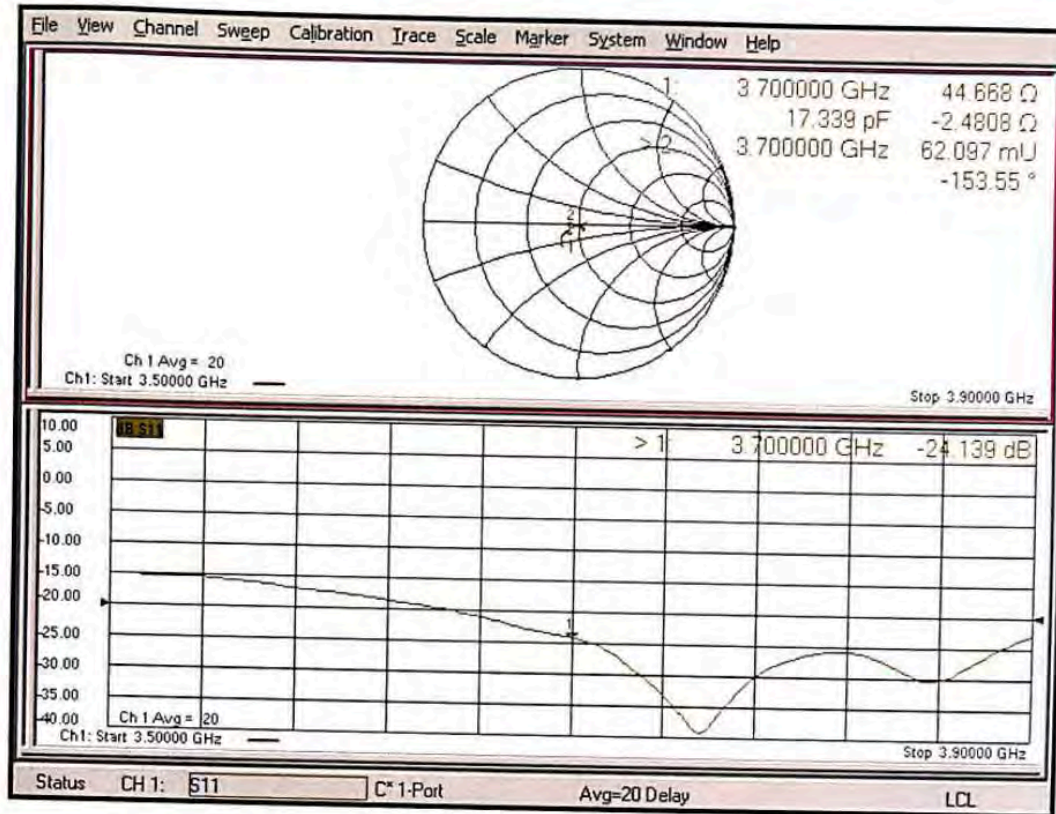 File View Channel Sweep Calibration Trace Scale Marker System Window Help
1: 3.700000 GHz 44.668 Ω
17.339 pF -2.4808 Ω
> 2: 3.700000 GHz 62.097 mU
-153.55 °
2
Ch 1 Avg = 20
Ch1: Start 3.50000 GHz
Stop 3.90000 GHz
10.00 dB S11 > 1: 3.700000 GHz -24.139 dB
5.00
0.00
-5.00
-10.00
-15.00
-20.00
1
-25.00
-30.00
-35.00
-40.00 Ch 1 Avg = 20
Ch1: Start 3.50000 GHz
Stop 3.90000 GHz
Status CH 1: S11 C* 1-Port Avg=20 Delay LCL